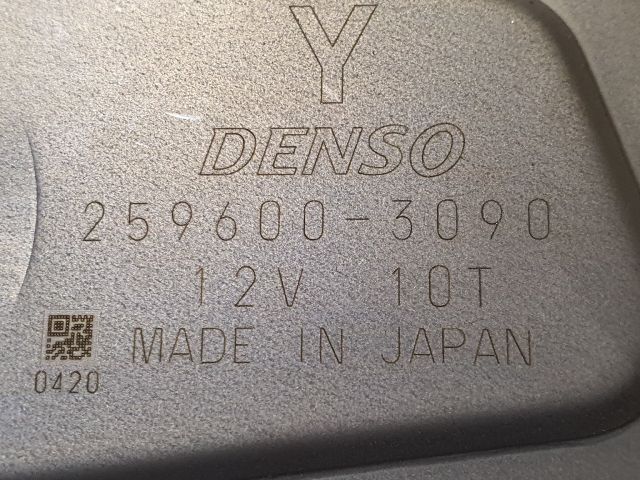 Y
DENSO
259600-3090
12V 10T
MADE IN JAPAN
0420